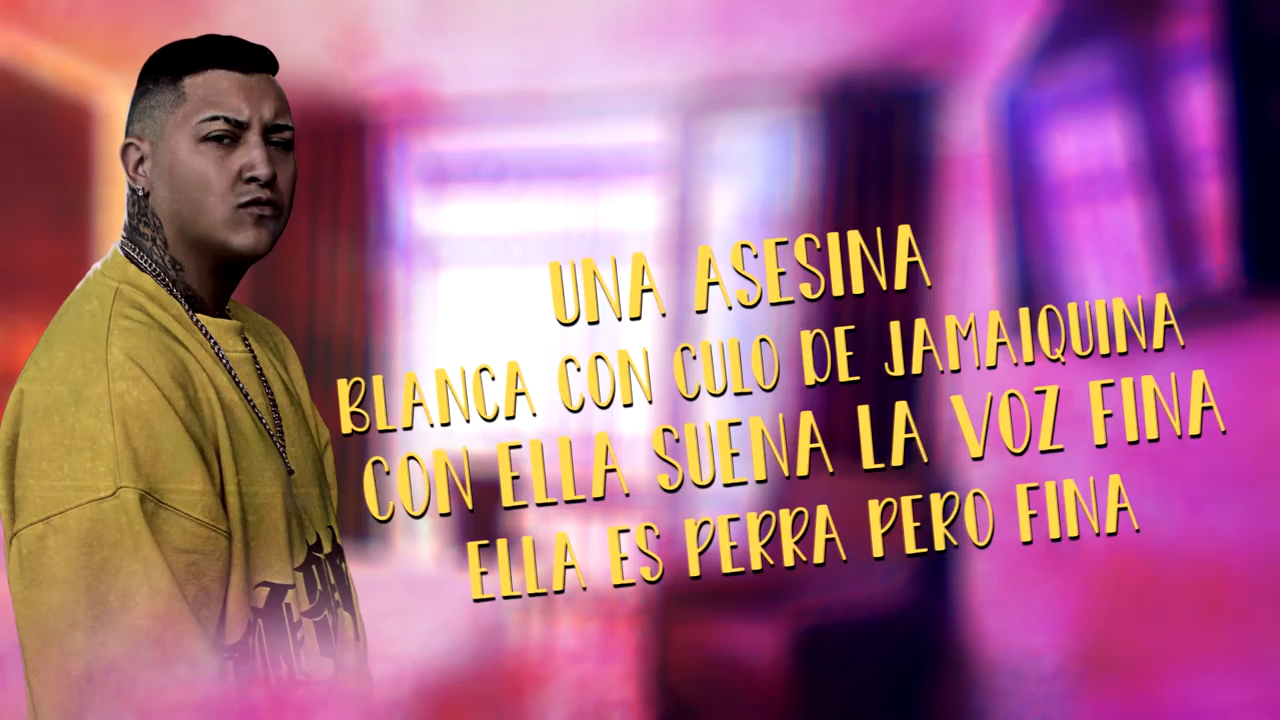 UNA ASESINA
BLANCA CON CULO DE JAMAIQUINA
CON ELLA SUENA LA VOZ FINA
ELLA ES PERRA PERO FINA